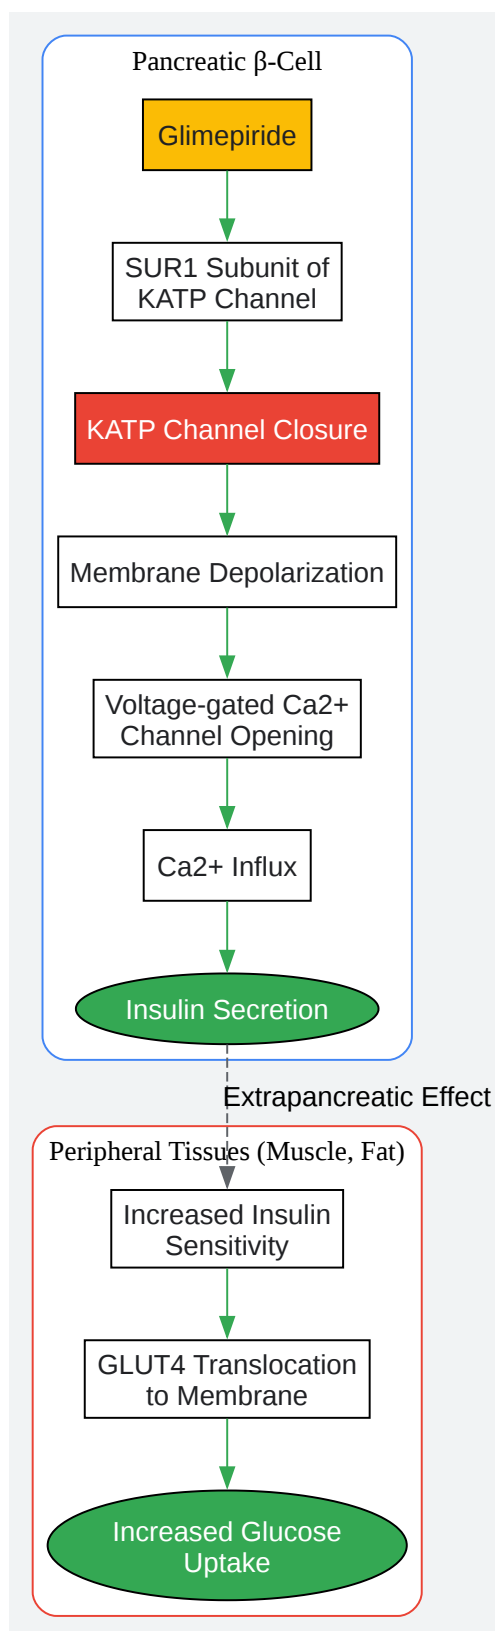 Pancreatic β-Cell
Glimepiride
SUR1 Subunit of
KATP Channel
KATP Channel Closure
Membrane Depolarization
Voltage-gated Ca2+
Channel Opening
Ca2+ Influx
Insulin Secretion
Extrapancreatic Effect
Peripheral Tissues (Muscle, Fat)
Increased Insulin
Sensitivity
GLUT4 Translocation
to Membrane
Increased Glucose
Uptake